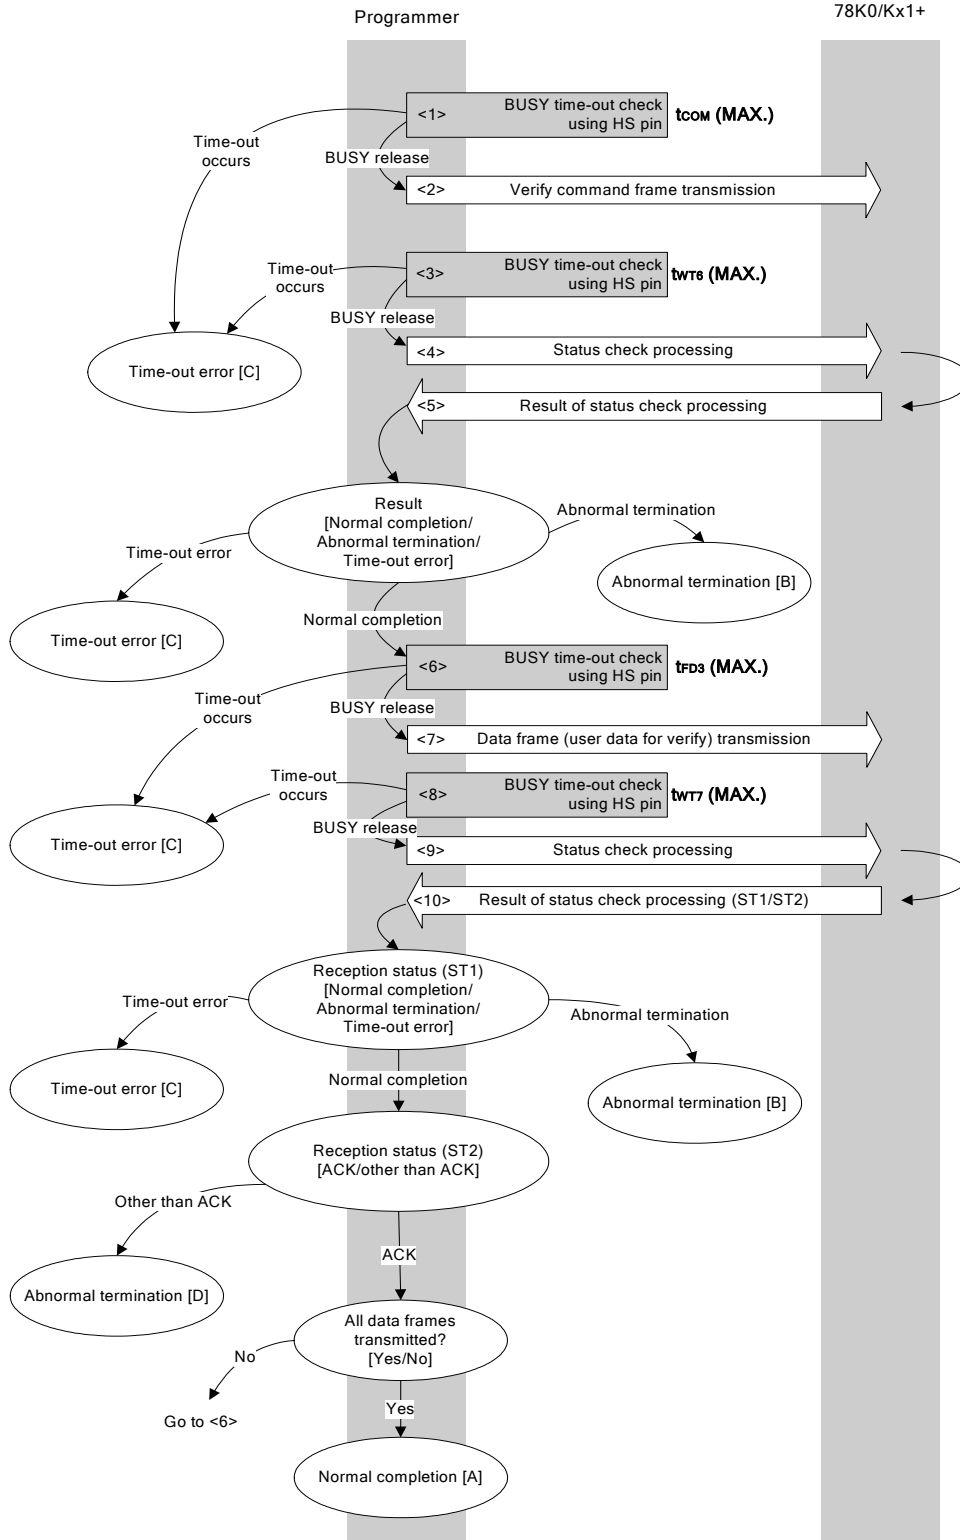 Programmer
78K0/Kx1+
<1>
BUSY time-out check
using HS pin
tCOM (MAX.)
Time-out
occurs
BUSY release
<2>
Verify command frame transmission
<3>
BUSY time-out check
using HS pin
tWT6 (MAX.)
Time-out
occurs
BUSY release
<4>
Status check processing
Time-out error [C]
<5>
Result of status check processing
Result
[Normal completion/
Abnormal termination/
Time-out error]
Abnormal termination
Time-out error
Abnormal termination [B]
Normal completion
Time-out error [C]
<6>
BUSY time-out check
using HS pin
tFD3 (MAX.)
Time-out
occurs
BUSY release
<7>
Data frame (user data for verify) transmission
<8>
BUSY time-out check
using HS pin
tWT7 (MAX.)
Time-out
occurs
BUSY release
Time-out error [C]
<9>
Status check processing
<10>
Result of status check processing (ST1/ST2)
Reception status (ST1)
[Normal completion/
Abnormal termination/
Time-out error]
Time-out error
Abnormal termination
Normal completion
Time-out error [C]
Abnormal termination [B]
Reception status (ST2)
[ACK/other than ACK]
Other than ACK
ACK
Abnormal termination [D]
All data frames
transmitted?
[Yes/No]
No
Go to <6>
Yes
Normal completion [A]